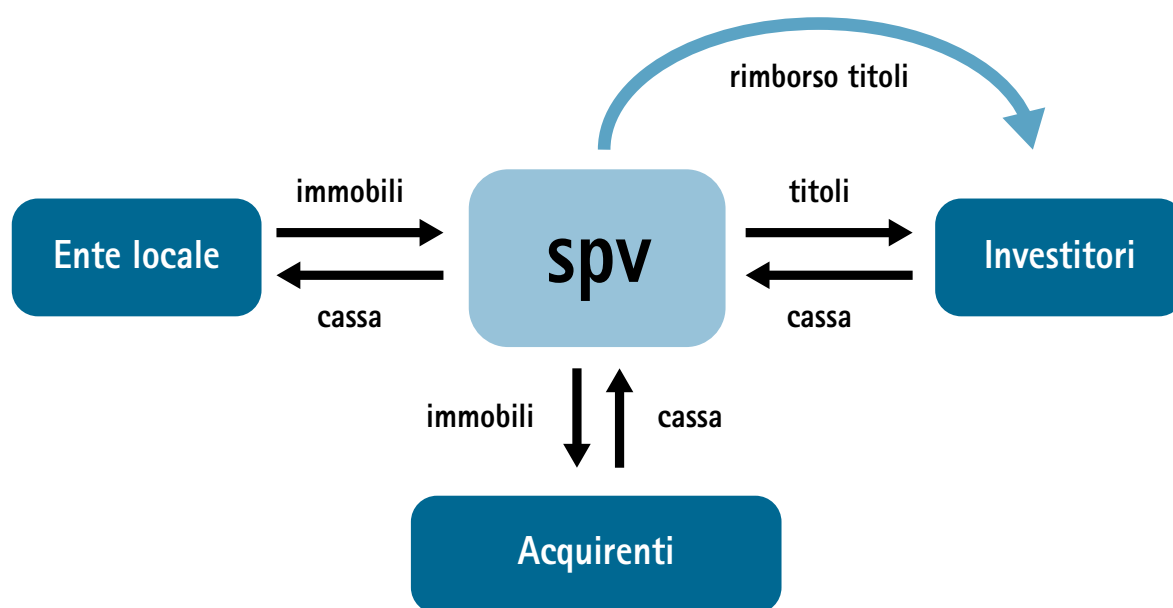 rimborso titoli
immobili
titoli
Ente locale
spv
Investitori
cassa
cassa
immobili
cassa
Acquirenti